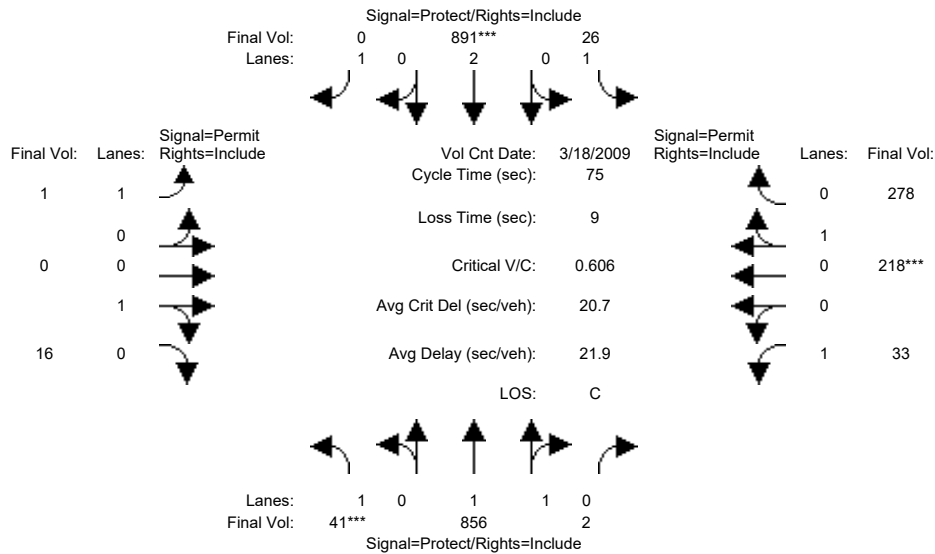 Signal=Protect/Rights=Include
Final Vol: 0 891*** 26
Lanes: 1 0 2 0 1
Signal=Permit
Final Vol: Lanes: Rights=Include
Vol Cnt Date: 3/18/2009
Signal=Permit
Rights=Include Lanes: Final Vol:
Cycle Time (sec): 75
1 1
0 278
Loss Time (sec): 9
0
1
0 0
Critical V/C: 0.606
0 218***
1
Avg Crit Del (sec/veh): 20.7
0
16 0
Avg Delay (sec/veh): 21.9
1 33
LOS: C
Lanes: 1 0 1 1 0
Final Vol: 41*** 856 2
Signal=Protect/Rights=Include